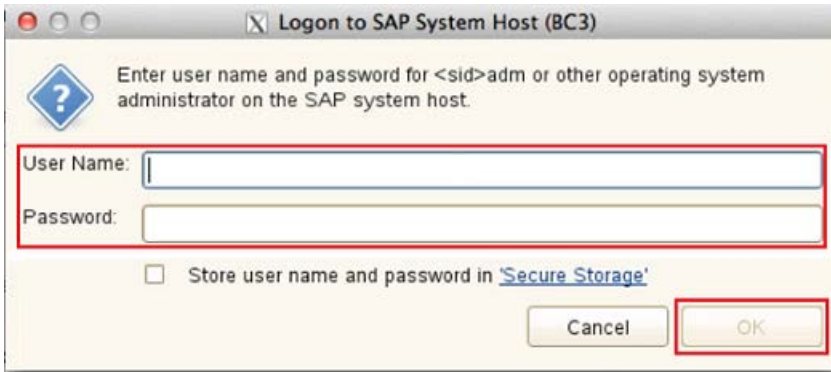 X Logon to SAP System Host (BC3)
?
Enter user name and password for <sid>adm or other operating system
administrator on the SAP system host.
User Name:
Password:
Store user name and password in 'Secure Storage'
Cancel OK